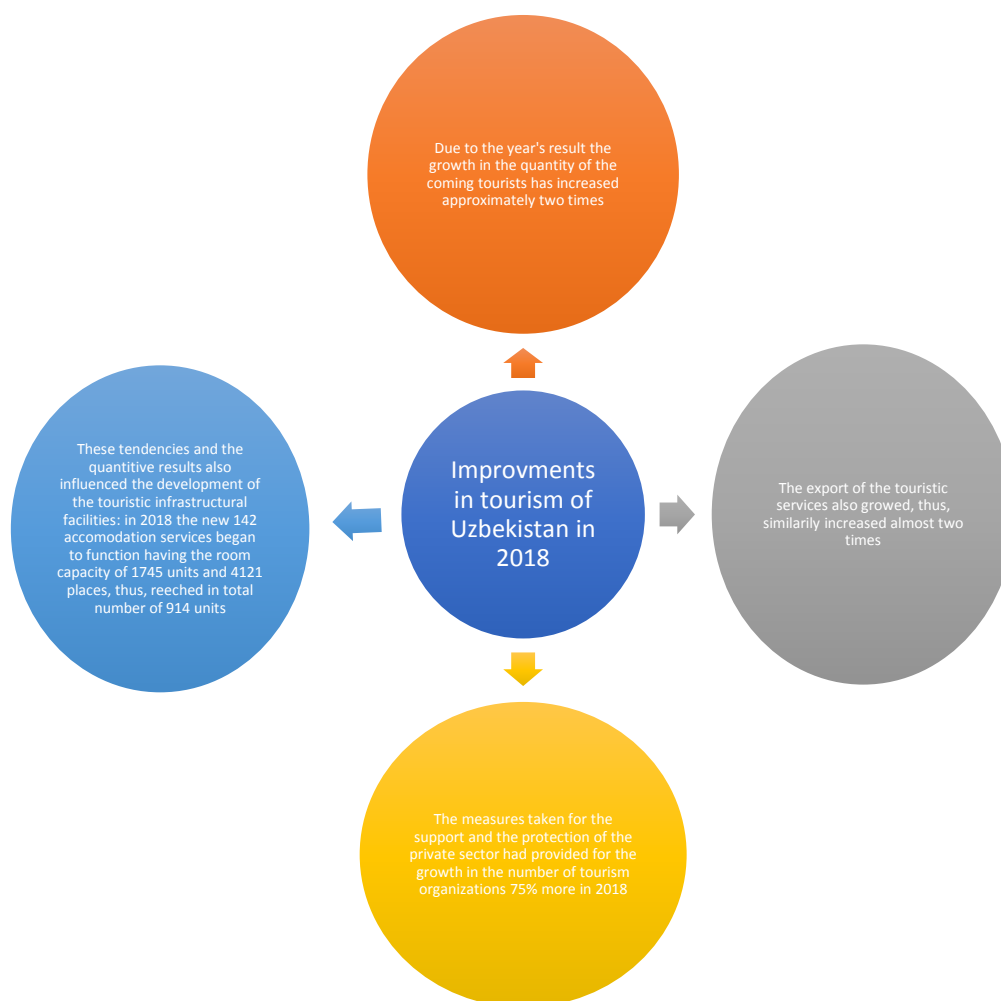 Due to the year's result the
growth in the quantity of the
coming tourists has increased
approximately two times
These tendencies and the
quantitive results also
influenced the development of
the touristic infrastructural
facilities: in 2018 the new 142
accomodation services began
to function having the room
capacity of 1745 units and 4121
places, thus, reeched in total
number of 914 units
Improvments
in tourism of
Uzbekistan in
2018
The export of the touristic
services also growed, thus,
similarily increased almost two
times
The measures taken for the
support and the protection of the
private sector had provided for the
growth in the number of tourism
organizations 75% more in 2018